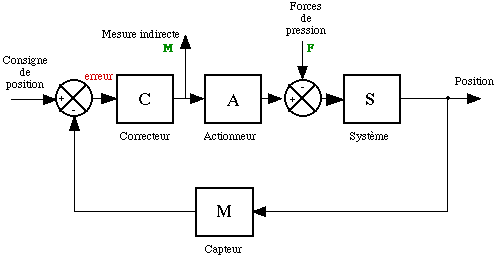 Forces
de
pression
Mesure indirecte
M
F
Consigne
de
position
erreur
Position
+
-
C
A
-
+
S
Correcteur
Actionneur
Système
M
Capteur